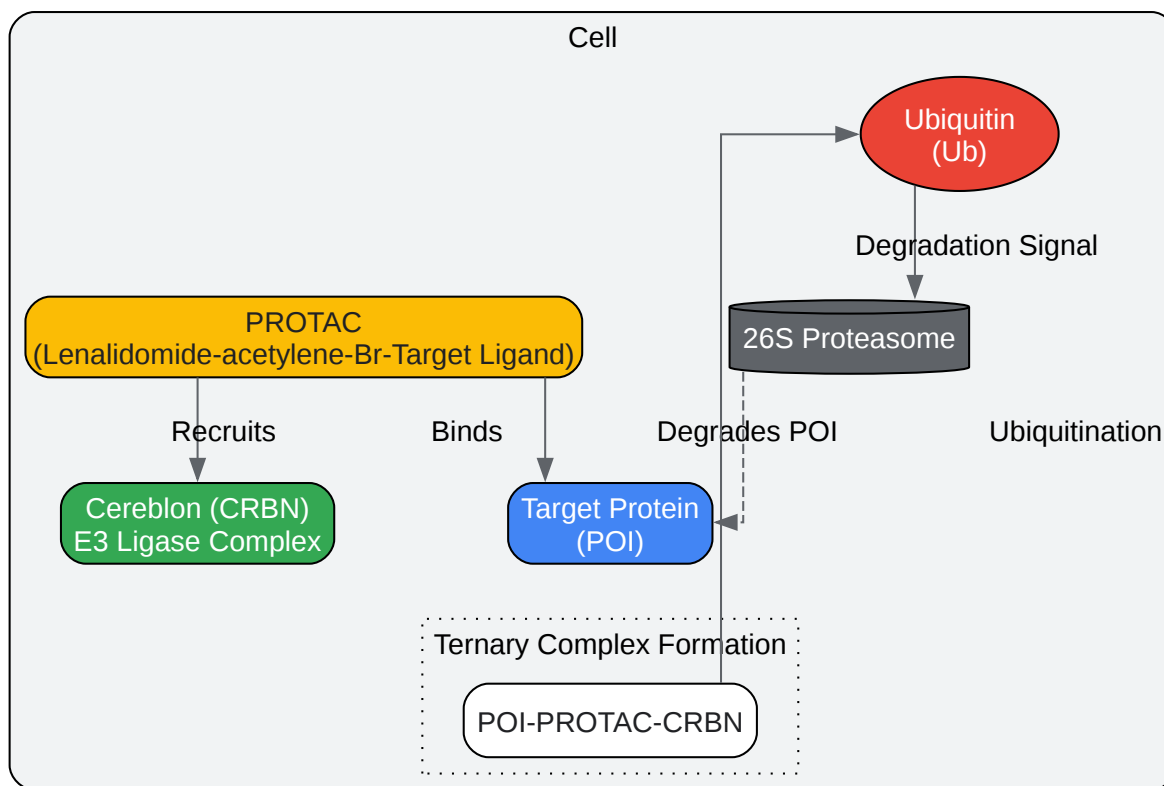 Cell
Ubiquitin
(Ub)
Degradation Signal
PROTAC
(Lenalidomide-acetylene-Br-Target Ligand)
26S Proteasome
Recruits
Binds
Degrades POI
Ubiquitination
Cereblon (CRBN)
E3 Ligase Complex
Target Protein
(POI)
Ternary Complex Formation
POI-PROTAC-CRBN